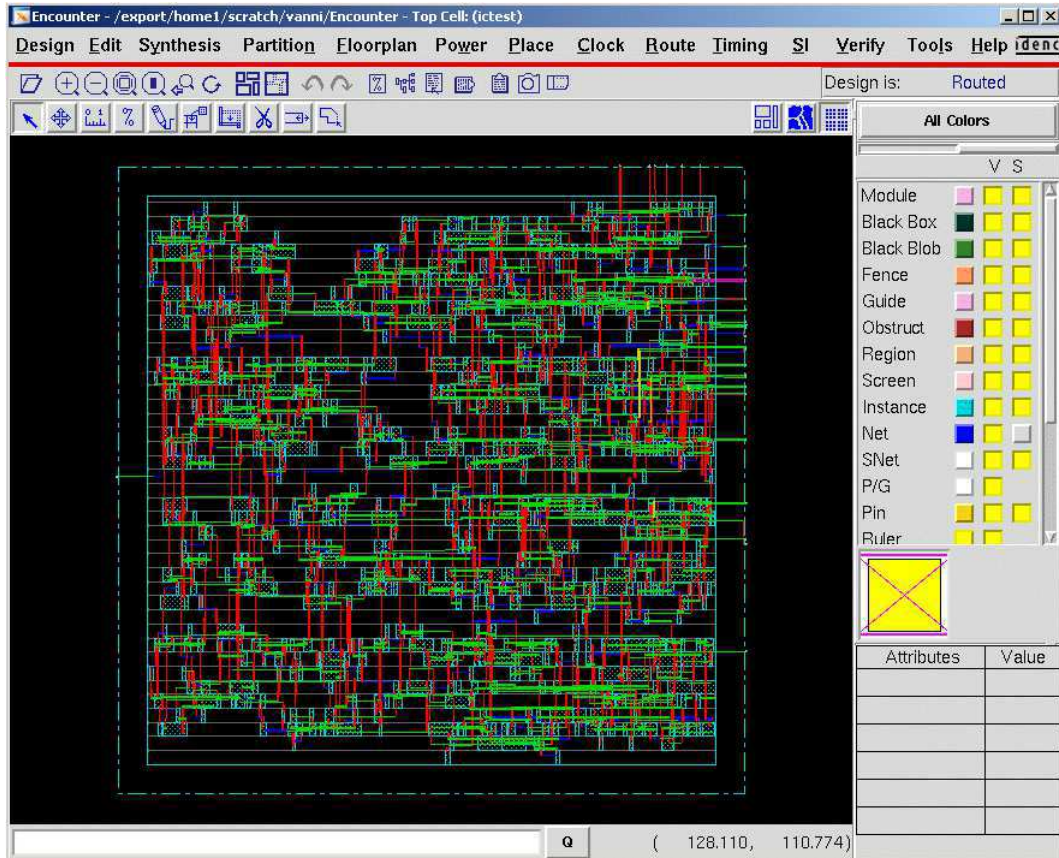 Encounter - /export/home1/scratch/vanni/Encounter - Top Cell: (ictest)
Design Edit Synthesis Partition Floorplan Power Place Clock Route Timing SI Verify Tools Help idenc
Design is: Routed
All Colors
V S
Module
Black Box
Black Blob
Fence
Guide
Obstruct
Region
Screen
Instance
Net
SNet
P/G
Pin
Ruler
Attributes Value
Q ( 128.110, 110.774)